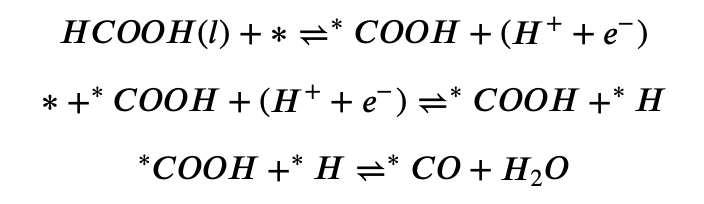 HCOOH(l) + * ⇌* COOH + (H⁺ + e⁻)
* +* COOH + (H⁺ + e⁻) ⇌* COOH +* H
*COOH +* H ⇌* CO + H₂O